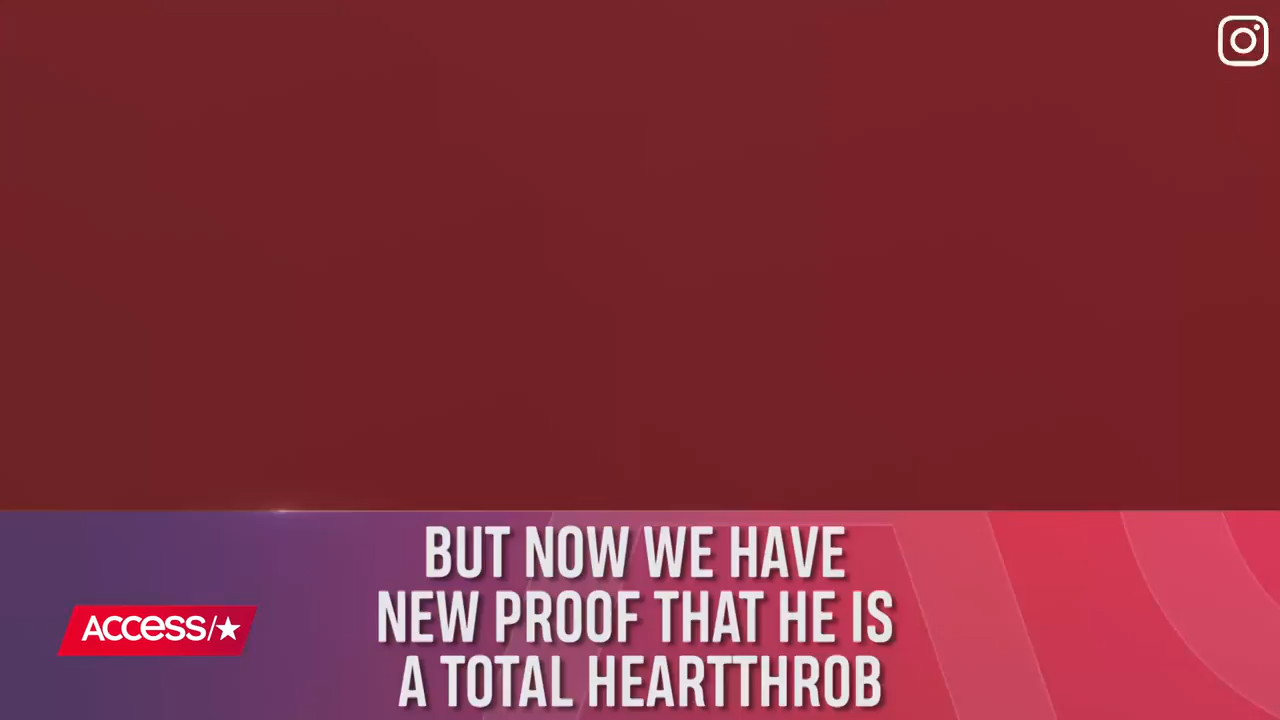 BUT NOW WE HAVE
NEW PROOF THAT HE IS
A TOTAL HEARTTHROB
ACCESS/★